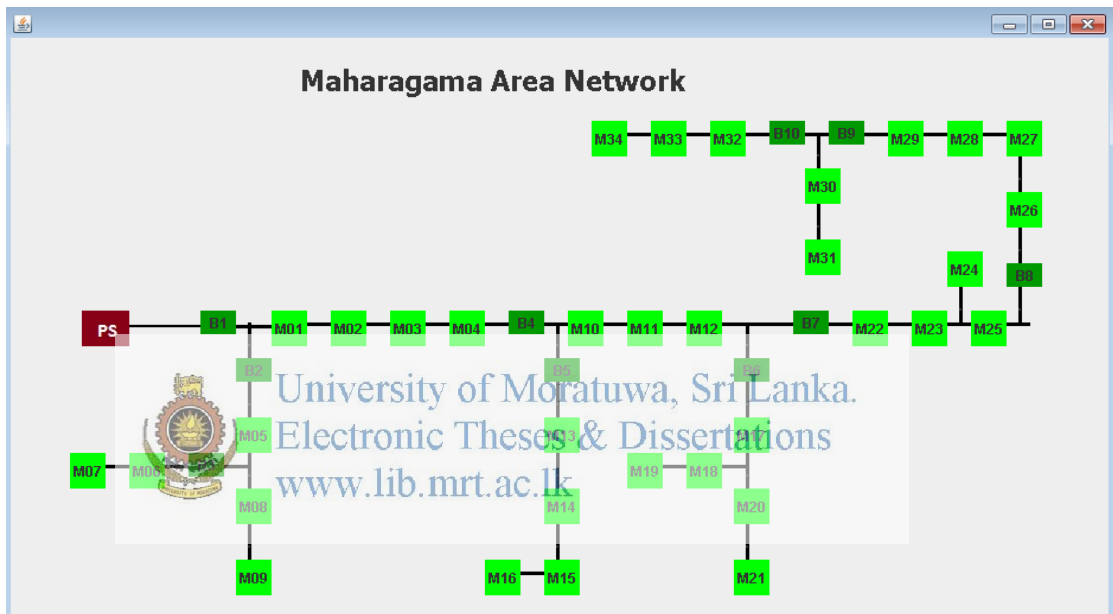 Maharagama Area Network
M34 M33 M32 B10 B9 M29 M28 M27
M30 M26
M31 M24 B8
PS B1 M01 M02 M03 M04 B4 M10 M11 M12 B7 M22 M23 M25
B2 B5 B6
University of Moratuwa, Sri Lanka.
M05 M13
Electronic Theses & Dissertations
M07 M06 M19 M18
www.lib.mrt.ac.lk
M08 M14 M20
M09 M16 M15 M21